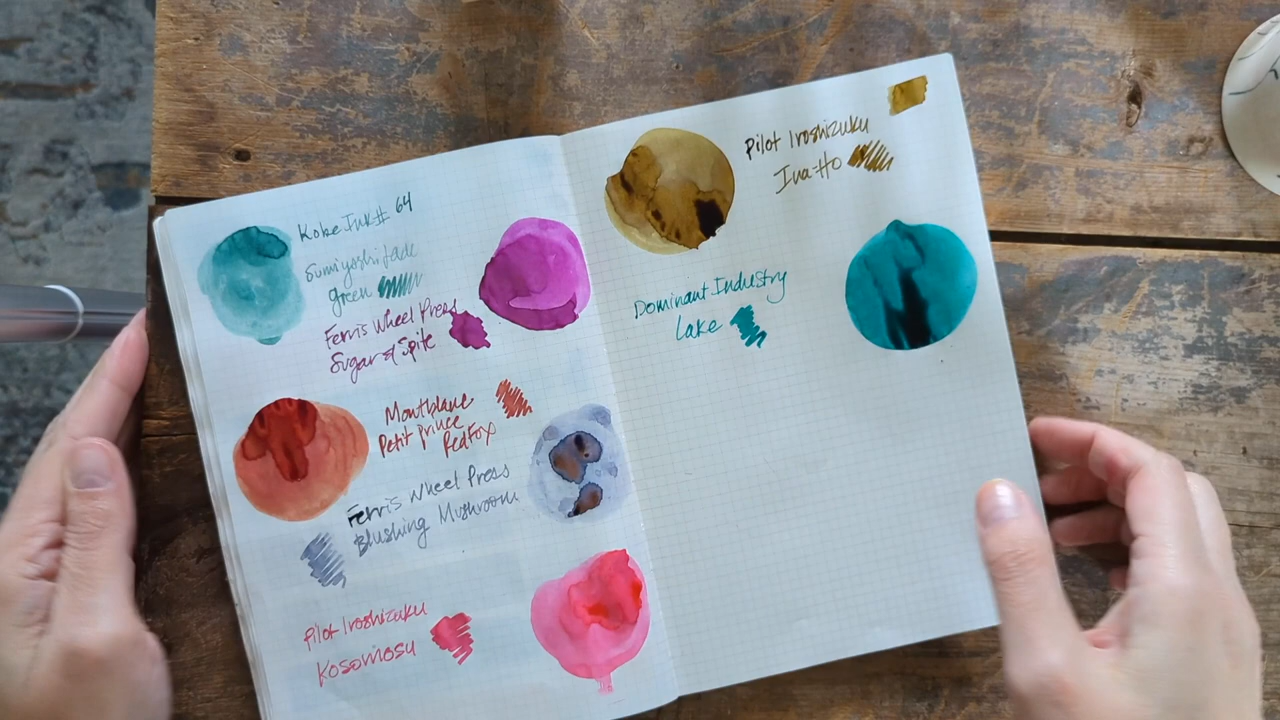 Kobe Ink# 64
Sumiyoshi Jade
green
Ferris Wheel Press
Sugar & Spite
Montblanc
Petit prince
Red Fox
Ferris Wheel Press
Blushing Mushroom
Pilot Iroshizuku
Kosomosu
Pilot Iroshizuku
Ina-Ho
Dominant Industry
Lake